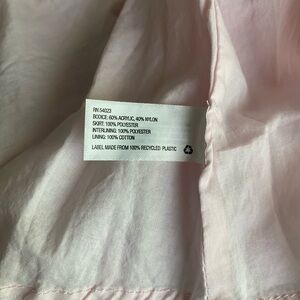 RN 54023
BODICE: 60% ACRYLIC, 40% NYLON
SKIRT: 100% POLYESTER
INTERLINING: 100% POLYESTER
LINING: 100% COTTON
LABEL MADE FROM 100% RECYCLED PLASTIC